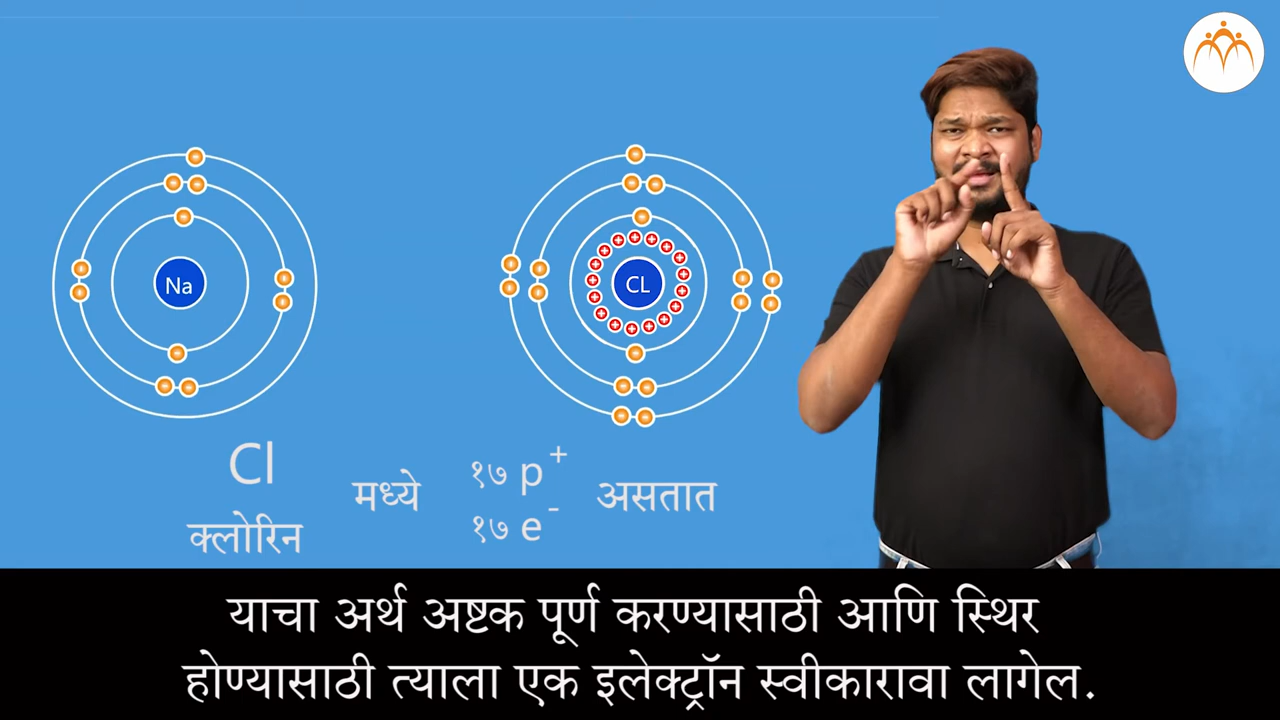 Na
CL
Cl
क्लोरिन
मध्ये
१७ p+
१७ e-
असतात
याचा अर्थ अष्टक पूर्ण करण्यासाठी आणि स्थिर
होण्यासाठी त्याला एक इलेक्ट्रॉन स्वीकारावा लागेल.